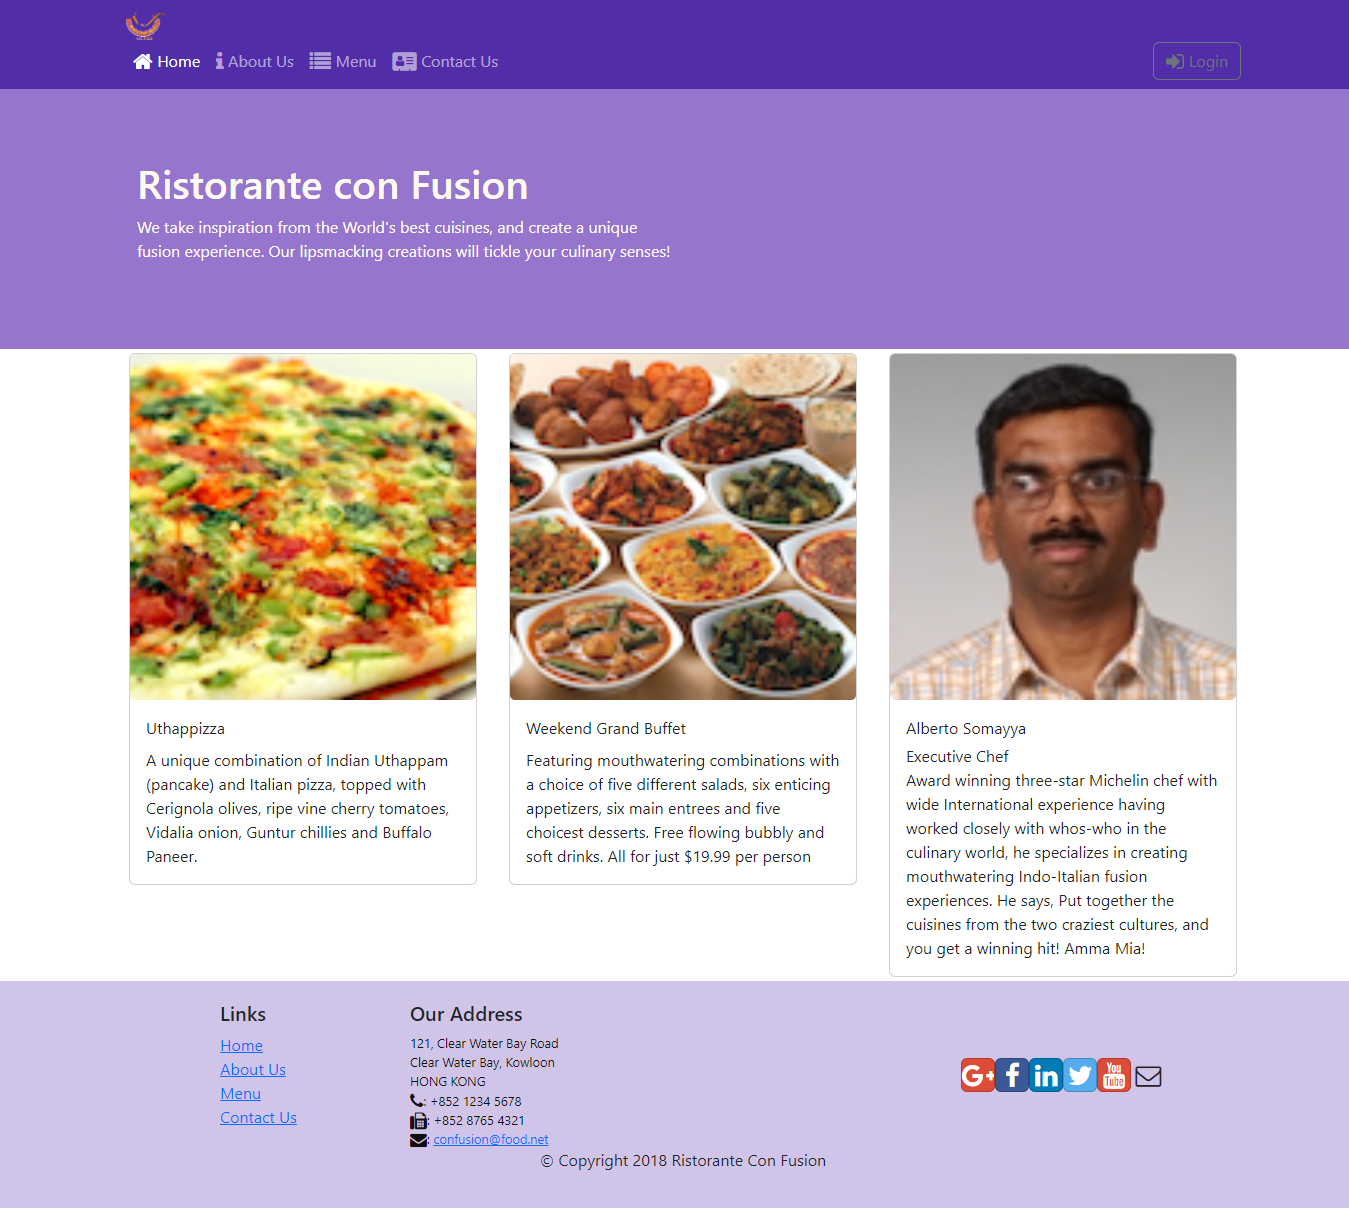 Home About Us Menu Contact Us Login
Ristorante con Fusion
We take inspiration from the World's best cuisines, and create a unique
fusion experience. Our lipsmacking creations will tickle your culinary senses!
Uthappizza
A unique combination of Indian Uthappam
(pancake) and Italian pizza, topped with
Cerignola olives, ripe vine cherry tomatoes,
Vidalia onion, Guntur chillies and Buffalo
Paneer.
Weekend Grand Buffet
Featuring mouthwatering combinations with
a choice of five different salads, six enticing
appetizers, six main entrees and five
choicest desserts. Free flowing bubbly and
soft drinks. All for just $19.99 per person
Alberto Somayya
Executive Chef
Award winning three-star Michelin chef with
wide International experience having
worked closely with whos-who in the
culinary world, he specializes in creating
mouthwatering Indo-Italian fusion
experiences. He says, Put together the
cuisines from the two craziest cultures, and
you get a winning hit! Amma Mia!
Links
Home
About Us
Menu
Contact Us
Our Address
121, Clear Water Bay Road
Clear Water Bay, Kowloon
HONG KONG
: +852 1234 5678
: +852 8765 4321
: confusion@food.net
G+ f in You Tube
© Copyright 2018 Ristorante Con Fusion